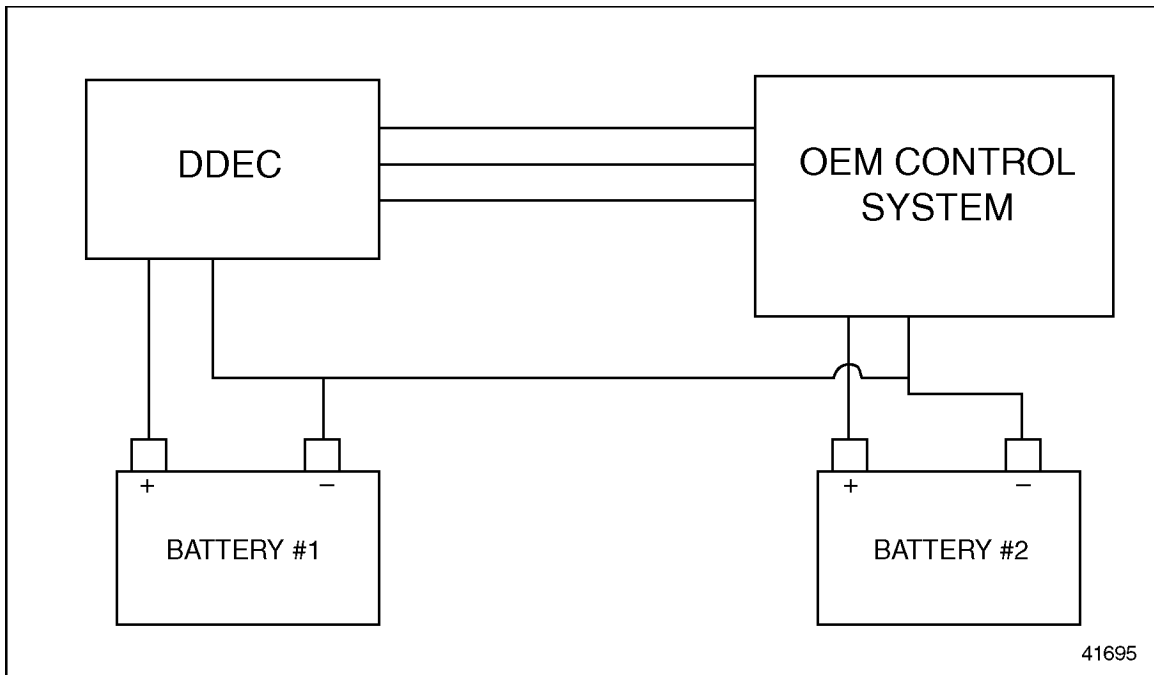 DDEC
OEM CONTROL
SYSTEM
+
−
BATTERY #1
+
−
BATTERY #2
41695